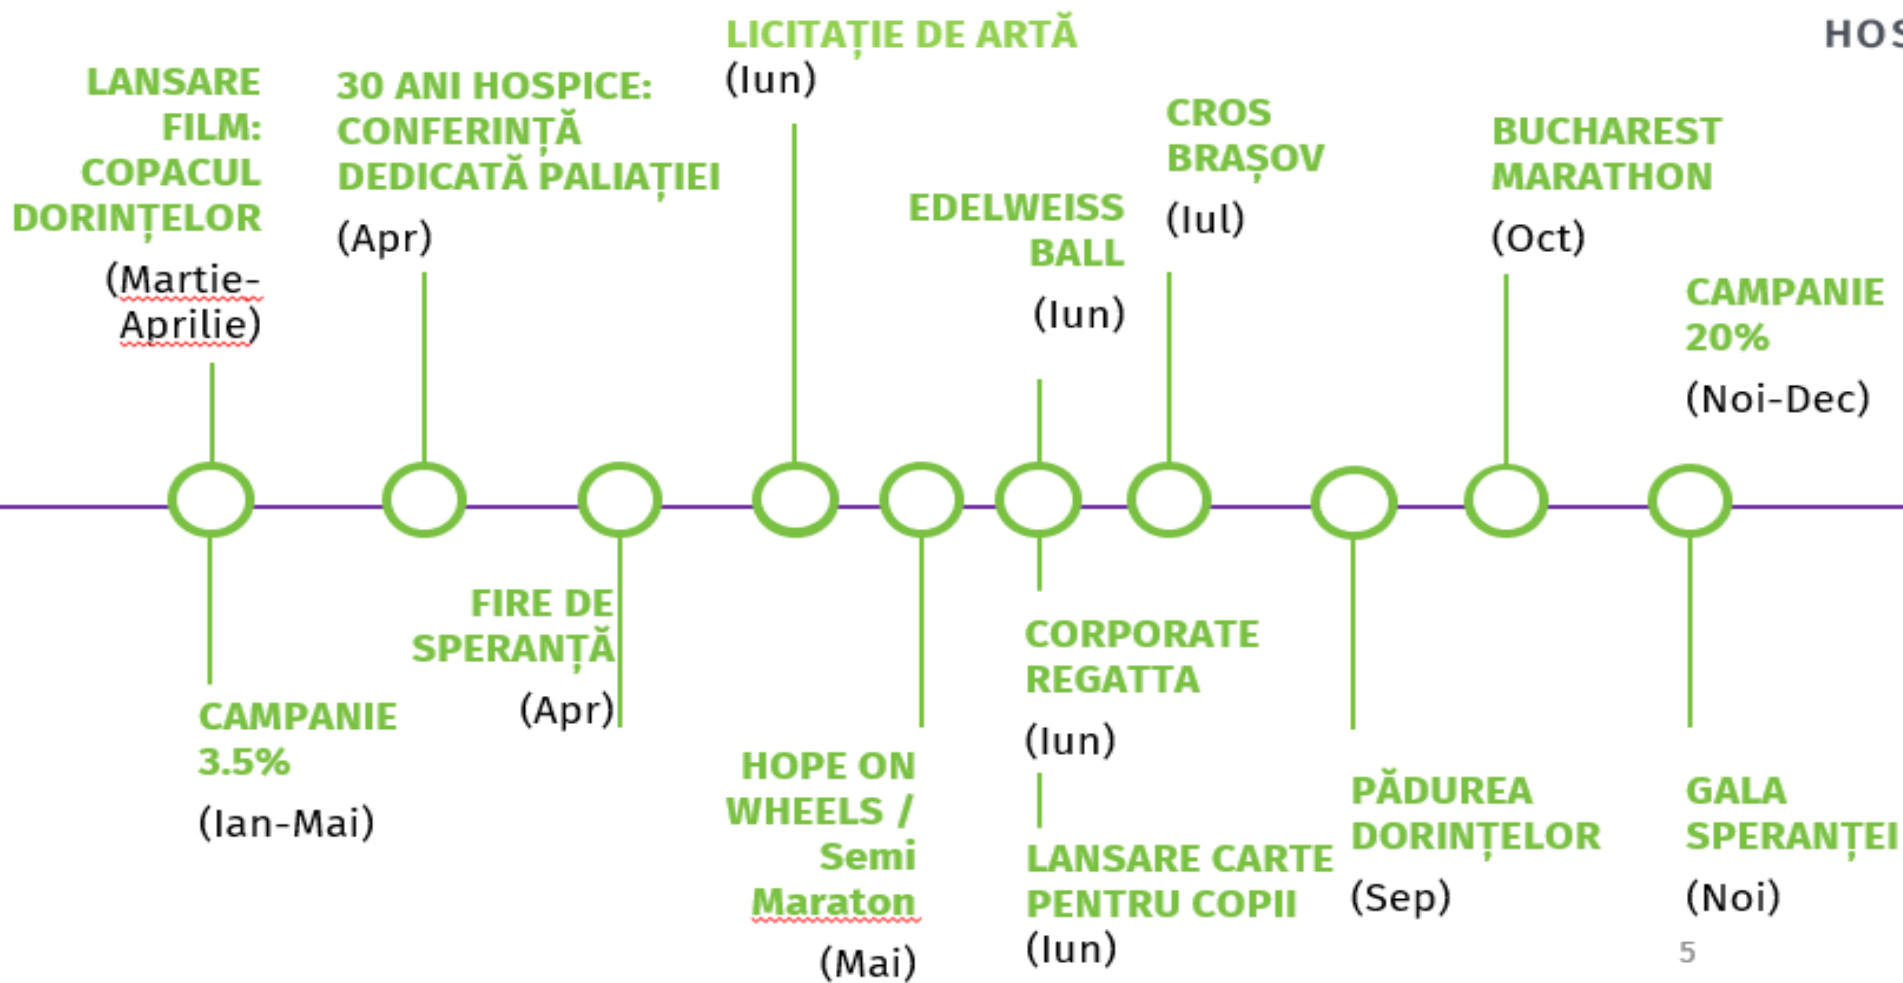 HOS
LANSARE
FILM:
COPACUL
DORINȚELOR
(Martie-
Aprilie)
30 ANI HOSPICE:
CONFERINȚĂ
DEDICATĂ PALIAȚIEI
(Apr)
LICITAȚIE DE ARTĂ
(Iun)
EDELWEISS
BALL
(Iun)
CROS
BRAȘOV
(Iul)
BUCHAREST
MARATHON
(Oct)
CAMPANIE
20%
(Noi-Dec)
CAMPANIE
3.5%
(Ian-Mai)
FIRE DE
SPERANȚĂ
(Apr)
HOPE ON
WHEELS /
Semi
Maraton
(Mai)
CORPORATE
REGATTA
(Iun)
LANSARE CARTE
PENTRU COPII
(Iun)
PĂDUREA
DORINȚELOR
(Sep)
GALA
SPERANȚEI
(Noi)
5